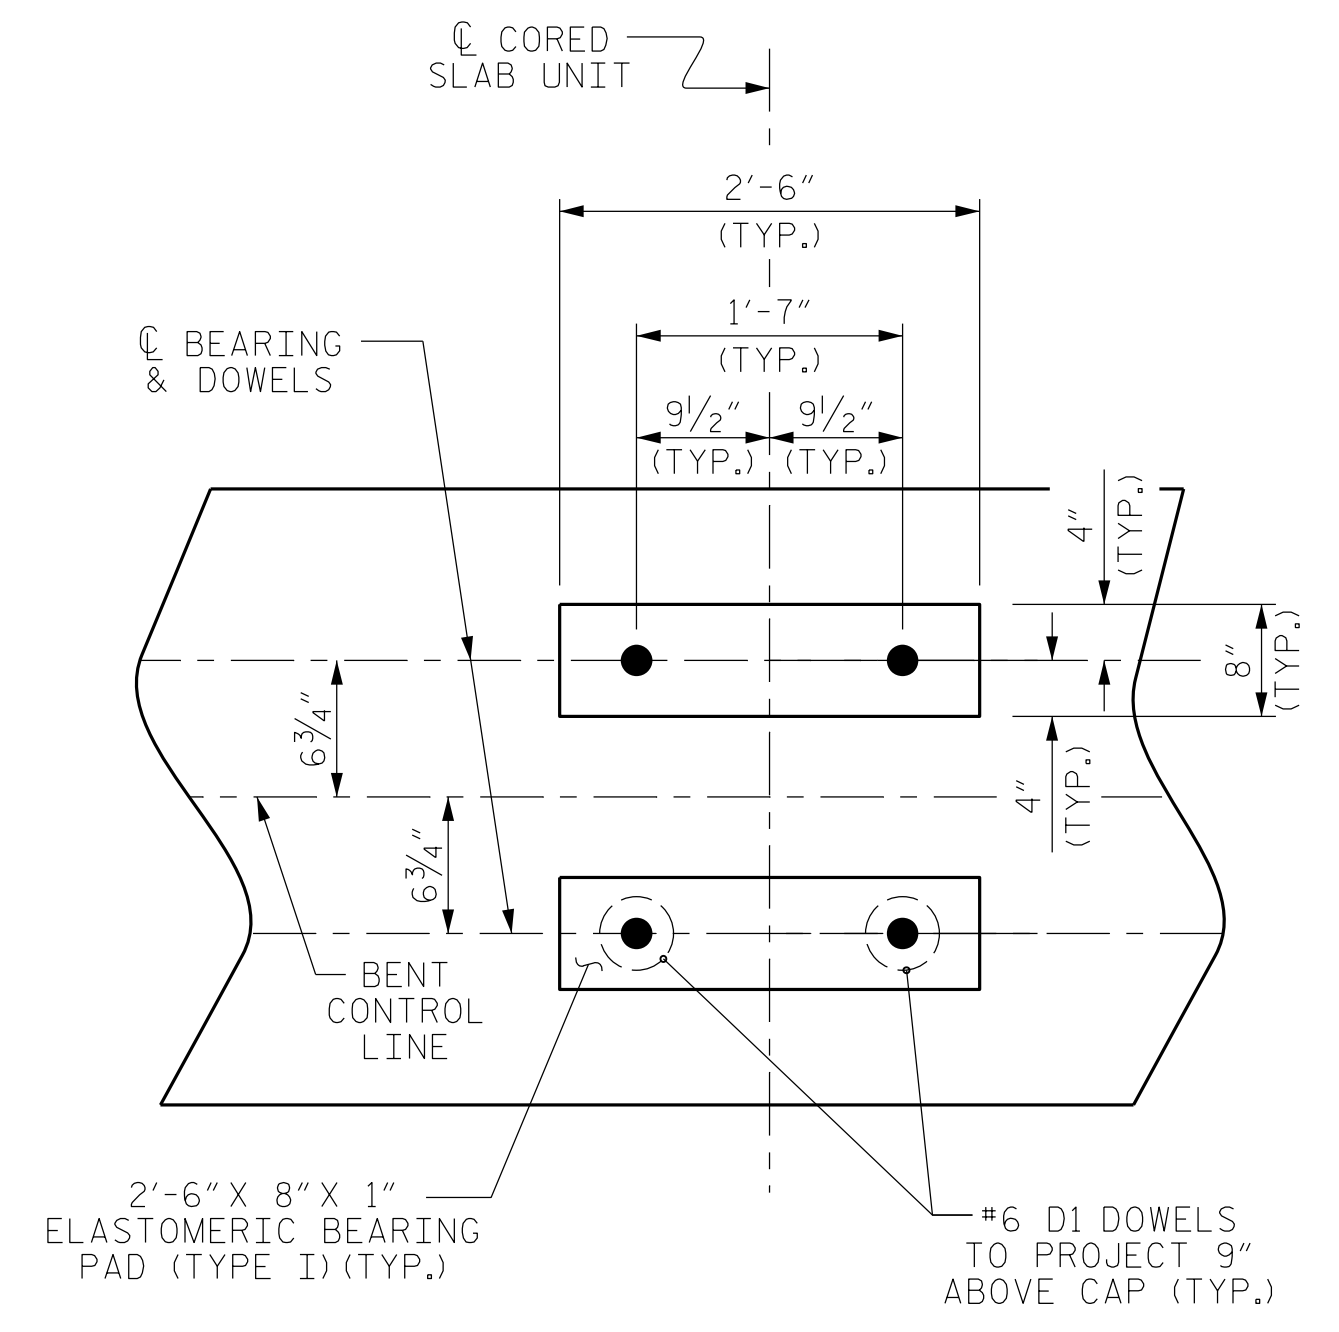 ℄ CORED
SLAB UNIT
2'-6"
(TYP.)
1'-7"
(TYP.)
℄ BEARING
& DOWELS
9½"
(TYP.)
9½"
(TYP.)
4"
(TYP.)
8"
(TYP.)
6¾"
4"
(TYP.)
6¾"
BENT
CONTROL
LINE
2'-6" X 8" X 1"
ELASTOMERIC BEARING
PAD (TYPE I)(TYP.)
#6 D1 DOWELS
TO PROJECT 9"
ABOVE CAP (TYP.)